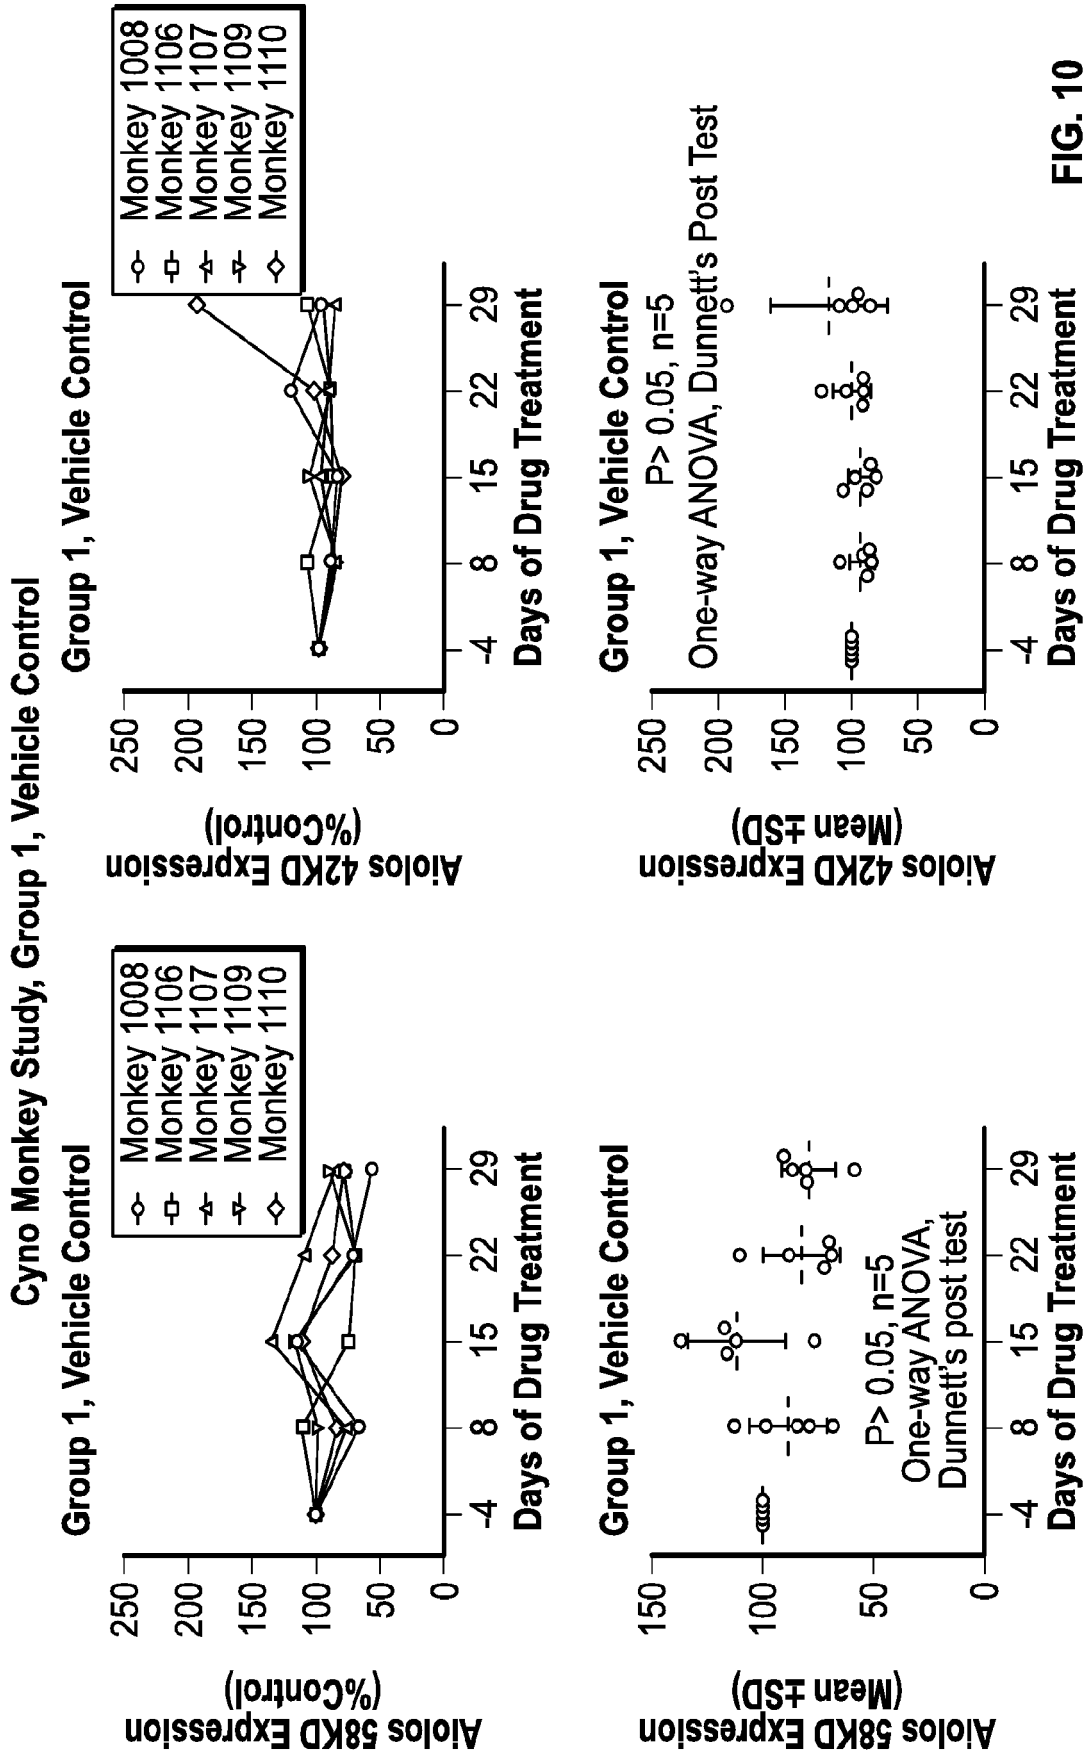 Cyno Monkey Study, Group 1, Vehicle Control
Group 1, Vehicle Control
Aiolos 58KD Expression
(%Control)
250
200
150
100
50
0
-4
8
15
22
29
Days of Drug Treatment
Monkey 1008
Monkey 1106
Monkey 1107
Monkey 1109
Monkey 1110
Group 1, Vehicle Control
Aiolos 42KD Expression
(%Control)
250
200
150
100
50
0
-4
8
15
22
29
Days of Drug Treatment
Monkey 1008
Monkey 1106
Monkey 1107
Monkey 1109
Monkey 1110
Group 1, Vehicle Control
Aiolos 58KD Expression
(Mean ±SD)
150
100
50
0
P> 0.05, n=5
One-way ANOVA,
Dunnett's post test
-4
8
15
22
29
Days of Drug Treatment
Group 1, Vehicle Control
P> 0.05, n=5
One-way ANOVA, Dunnett's Post Test
Aiolos 42KD Expression
(Mean ±SD)
250
200
150
100
50
0
-4
8
15
22
29
Days of Drug Treatment
FIG. 10